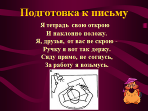 Подготовка к письму
Я тетрадь свою открою
И наклонно положу.
Я, друзья, от вас не скрою –
Ручку я вот так держу.
Сяду прямо, не согнусь,
За работу я возьмусь.